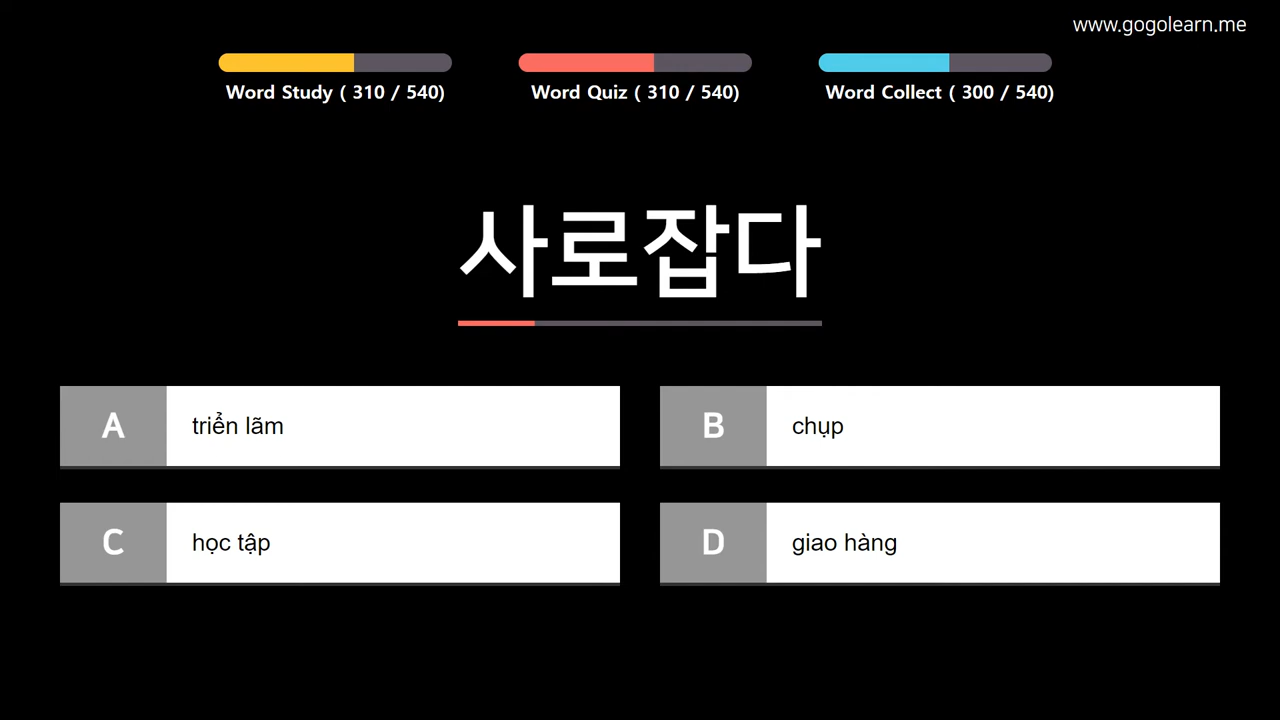 www.gogolearn.me
Word Study ( 310 / 540)
Word Quiz ( 310 / 540)
Word Collect ( 300 / 540)
사로잡다
A triển lãm
B chụp
C học tập
D giao hàng